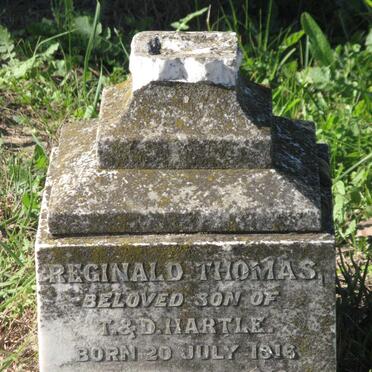 REGINALD THOMAS,
BELOVED SON OF
T. & D. HARTLE.
BORN 20 JULY 1916